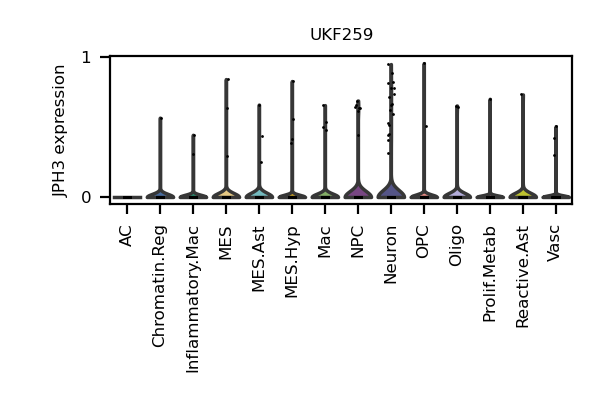 UKF259
JPH3 expression
1
0
AC
Chromatin.Reg
Inflammatory.Mac
MES
MES.Ast
MES.Hyp
Mac
NPC
Neuron
OPC
Oligo
Prolif.Metab
Reactive.Ast
Vasc